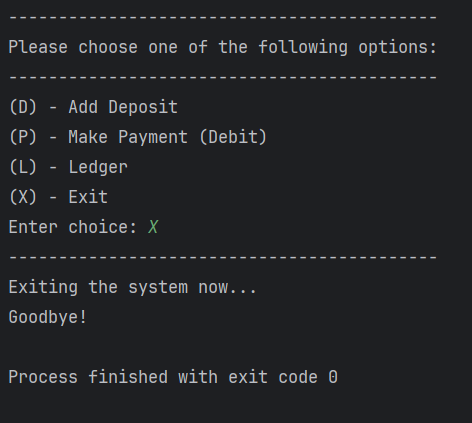 -------------------------------------------
Please choose one of the following options:
-------------------------------------------
(D) - Add Deposit
(P) - Make Payment (Debit)
(L) - Ledger
(X) - Exit
Enter choice: X
-------------------------------------------
Exiting the system now...
Goodbye!
Process finished with exit code 0